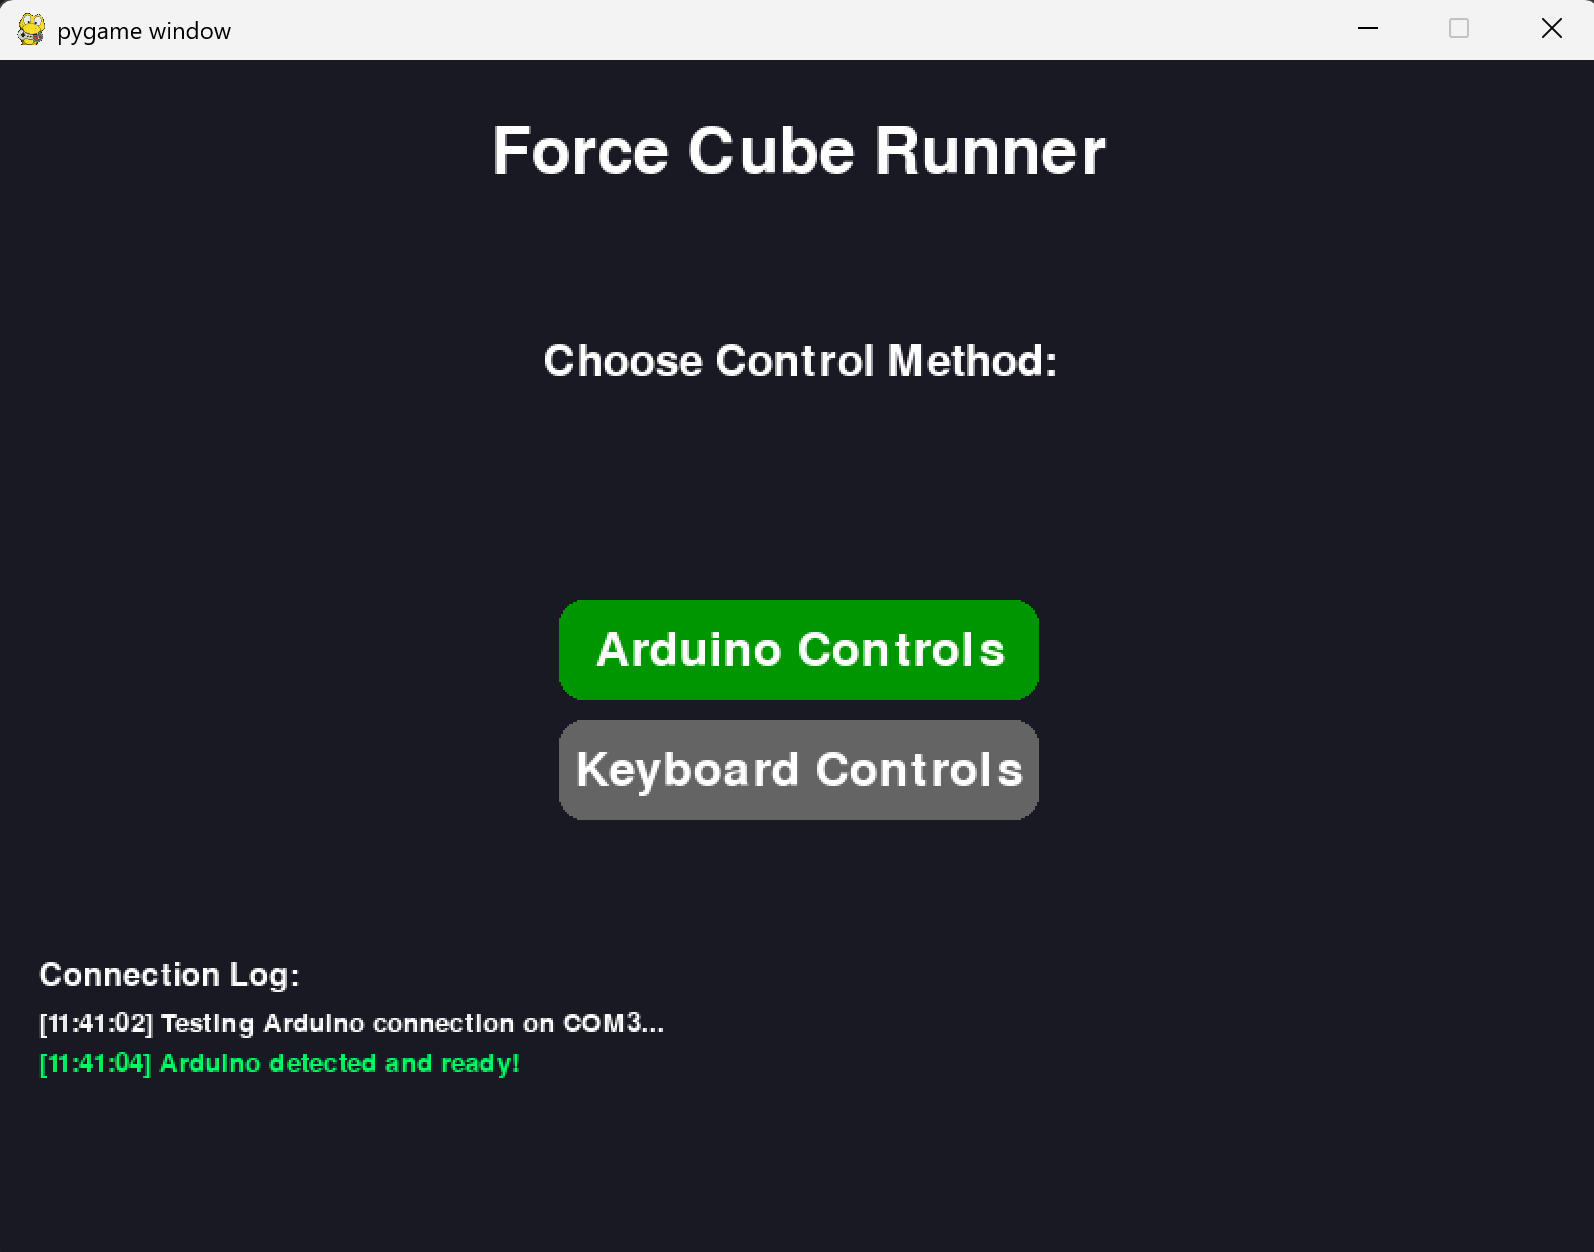 pygame window
Force Cube Runner
Choose Control Method:
Arduino Controls
Keyboard Controls
Connection Log:
[11:41:02] Testing Arduino connection on COM3...
[11:41:04] Arduino detected and ready!